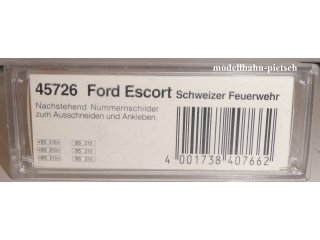 modellbahn-pietsch
45726 Ford Escort Schweizer Feuerwehr
Nachstehend Nummernschilder
zum Ausschneiden und Ankleben.
4 001738 407662